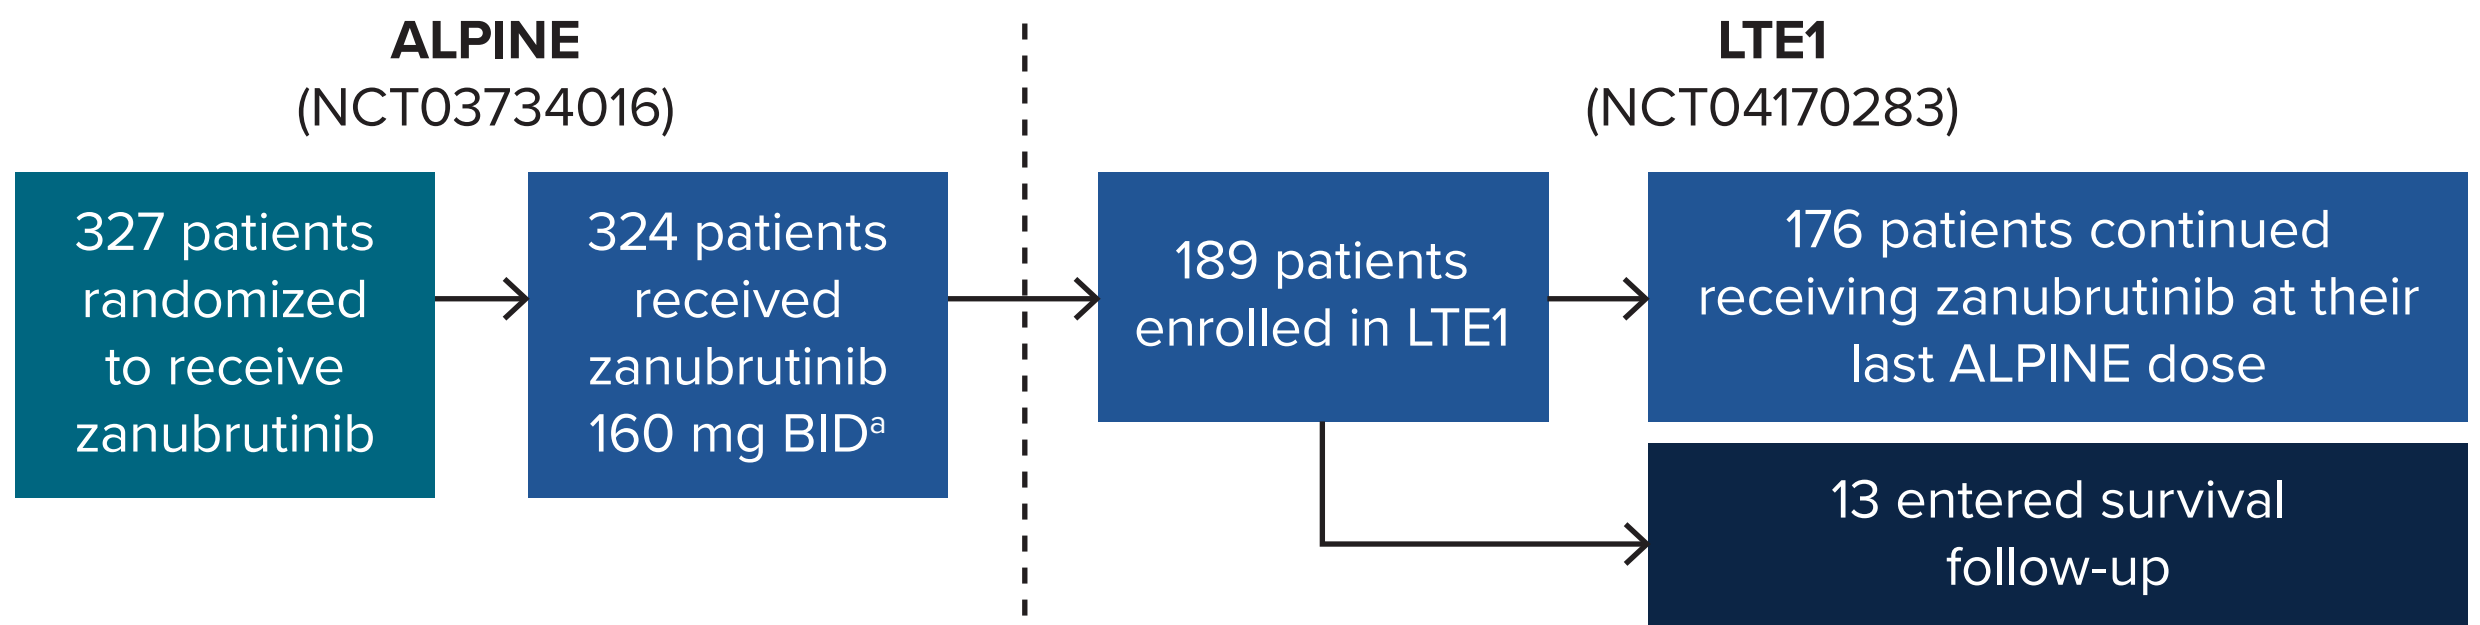 ALPINE
(NCT03734016)
327 patients
randomized
to receive
zanubrutinib
324 patients
received
zanubrutinib
160 mg BIDᵃ
LTE1
(NCT04170283)
189 patients
enrolled in LTE1
176 patients continued
receiving zanubrutinib at their
last ALPINE dose
13 entered survival
follow-up